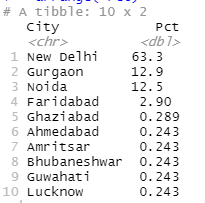 # A tibble: 10 x 2
City Pct
<chr> <dbl>
1 New Delhi 63.3
2 Gurgaon 12.9
3 Noida 12.5
4 Faridabad 2.90
5 Ghaziabad 0.289
6 Ahmedabad 0.243
7 Amritsar 0.243
8 Bhubaneshwar 0.243
9 Guwahati 0.243
10 Lucknow 0.243